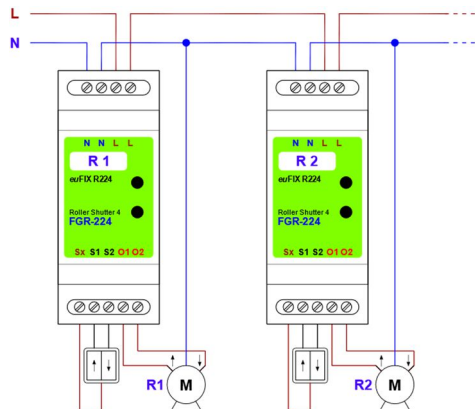 L
N
N N L L
R 1
euFIX R224
Roller Shutter 4
FGR-224
Sx S1 S2 O1 O2
R1
M
N N L L
R 2
euFIX R224
Roller Shutter 4
FGR-224
Sx S1 S2 O1 O2
R2
M